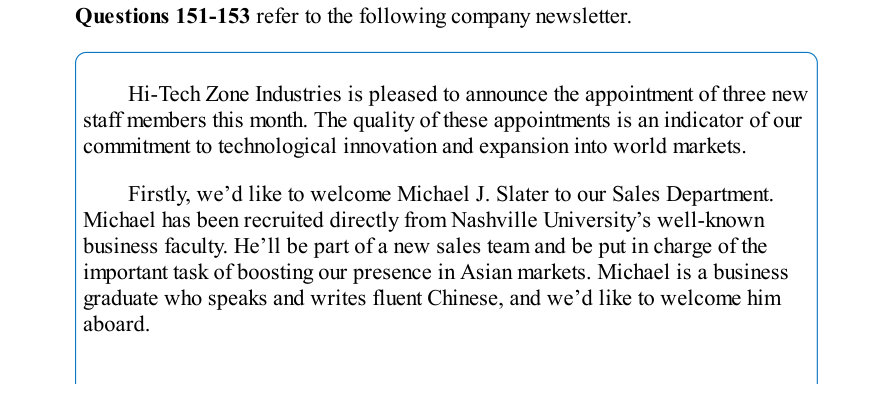 Questions 151-153 refer to the following company newsletter.
Hi-Tech Zone Industries is pleased to announce the appointment of three new
staff members this month. The quality of these appointments is an indicator of our
commitment to technological innovation and expansion into world markets.
Firstly, we’d like to welcome Michael J. Slater to our Sales Department.
Michael has been recruited directly from Nashville University’s well-known
business faculty. He’ll be part of a new sales team and be put in charge of the
important task of boosting our presence in Asian markets. Michael is a business
graduate who speaks and writes fluent Chinese, and we’d like to welcome him
aboard.